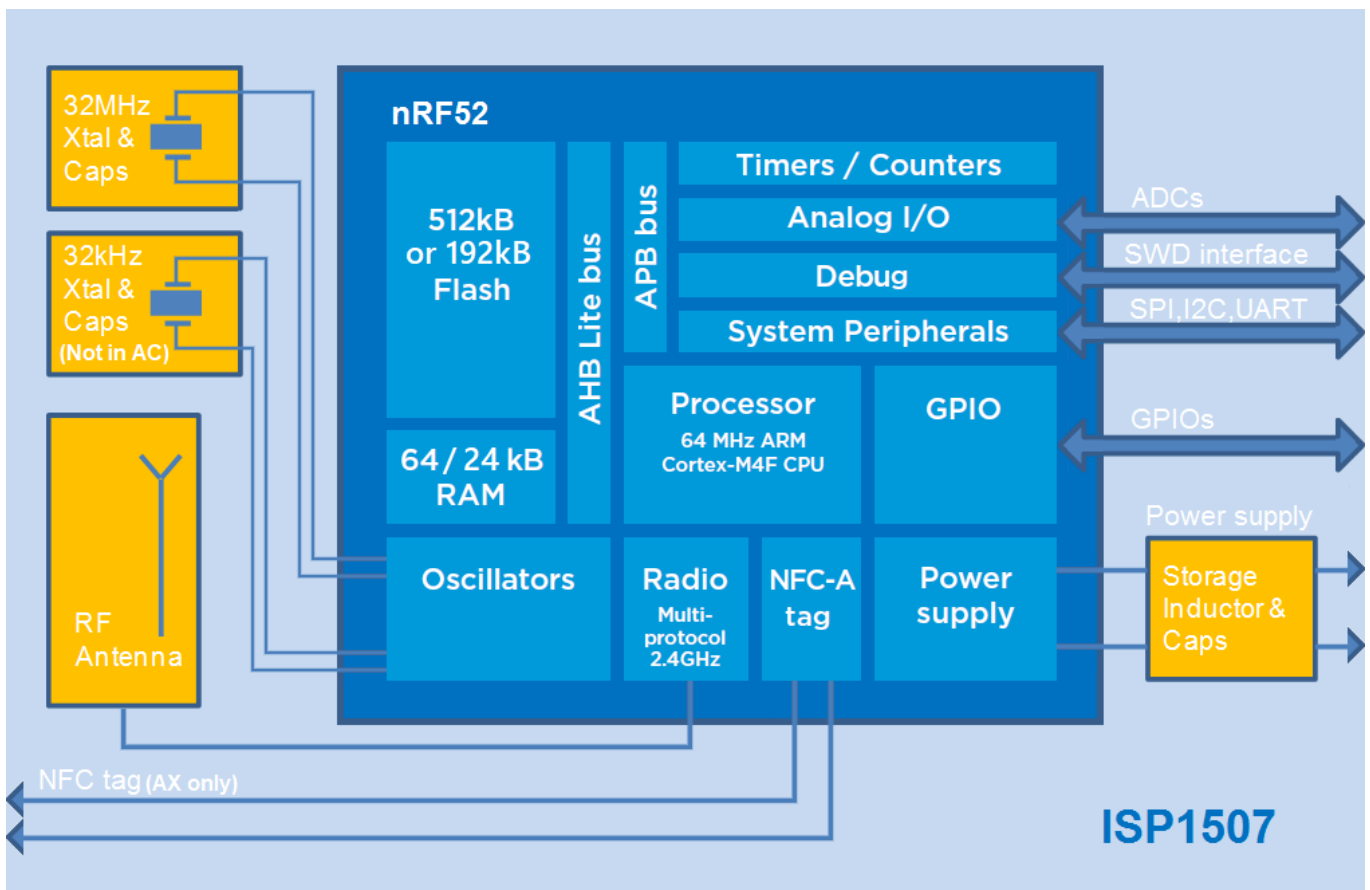 32MHz
Xtal &
Caps
32kHz
Xtal &
Caps
(Not in AC)
RF
Antenna
nRF52
512kB
or 192kB
Flash
64 / 24 kB
RAM
AHB Lite bus
APB bus
Timers / Counters
Analog I/O
Debug
System Peripherals
Processor
64 MHz ARM
Cortex-M4F CPU
GPIO
Oscillators
Radio
Multi-
protocol
2.4GHz
NFC-A
tag
Power
supply
ADCs
SWD interface
SPI,I2C,UART
GPIOs
Power supply
Storage
Inductor &
Caps
NFC tag (AX only)
ISP1507